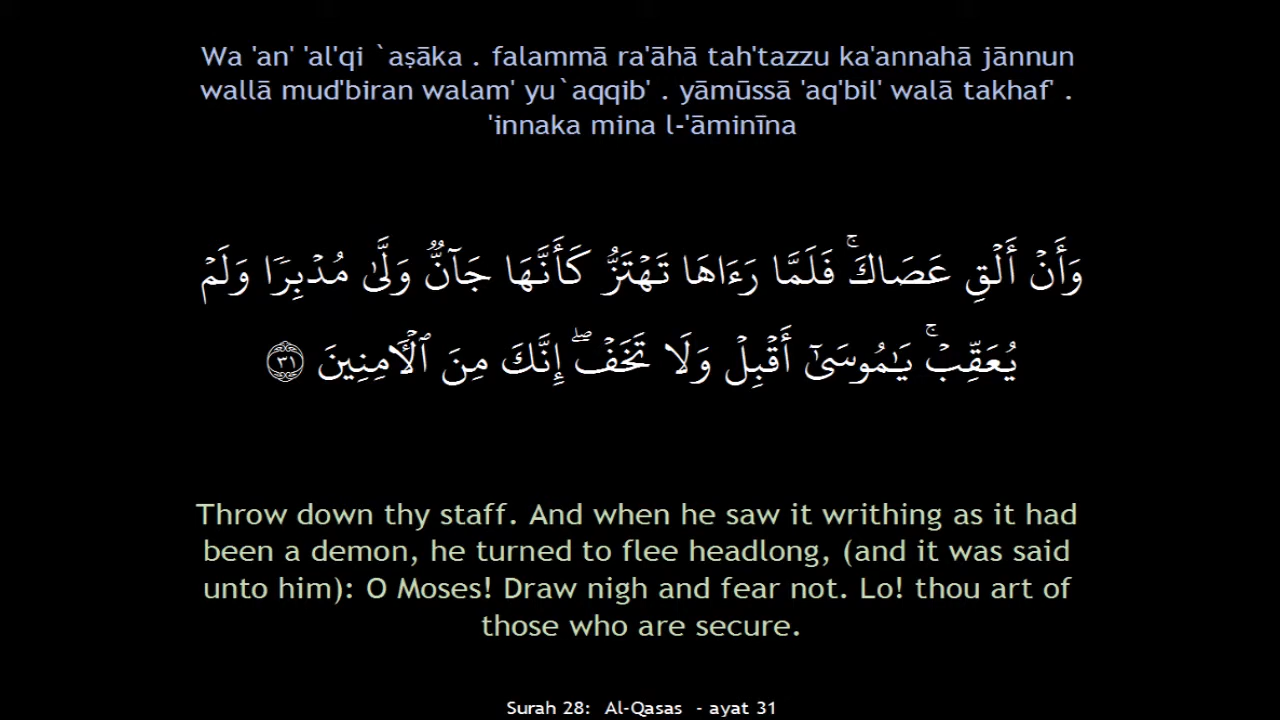 Wa 'an' 'al'qi `aṣāka . falammā ra'āhā tah'tazzu ka'annahā jānnun
wallā mud'biran walam' yu`aqqib' . yāmūssā 'aq'bil' walā takhaf' .
'innaka mina l-'āminīna
وَأَنْ أَلْقِ عَصَاكَ ۚ فَلَمَّا رَءَاهَا تَهْتَزُّ كَأَنَّهَا جَآنٌّ وَلَّىٰ مُدْبِرًا وَلَمْ
يُعَقِّبْ ۚ يَـٰمُوسَىٰٓ أَقْبِلْ وَلَا تَخَفْ ۖ إِنَّكَ مِنَ ٱلْـَٔامِنِينَ ٣١
Throw down thy staff. And when he saw it writhing as it had
been a demon, he turned to flee headlong, (and it was said
unto him): O Moses! Draw nigh and fear not. Lo! thou art of
those who are secure.
Surah 28: Al-Qasas - ayat 31